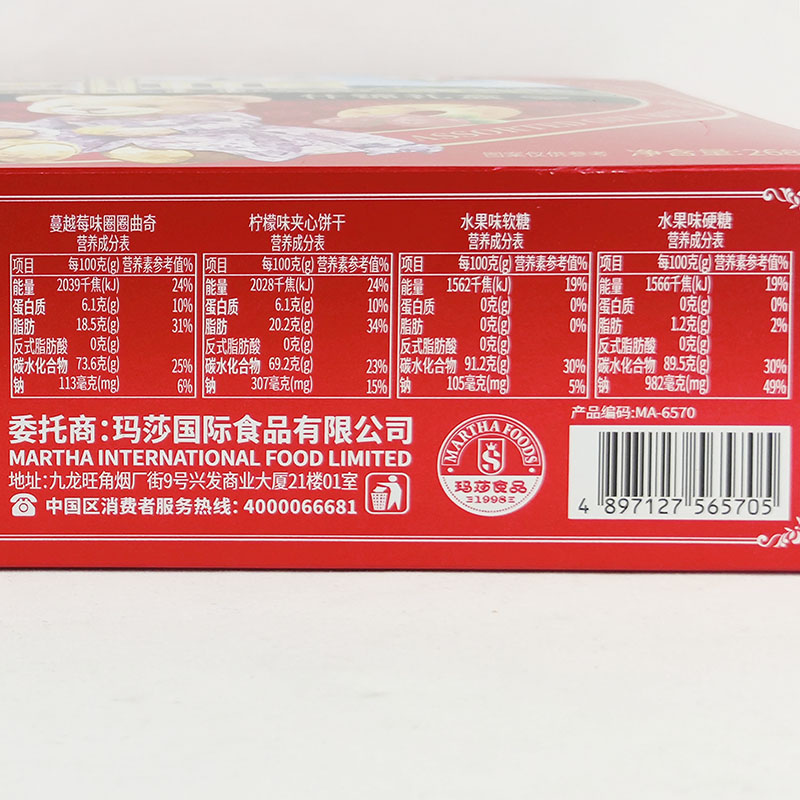 图案仅供参考
净含量:268
蔓越莓味圈圈曲奇
营养成分表
项目 每100克(g) 营养素参考值%
能量 2039千焦(kJ) 24%
蛋白质 6.1克(g) 10%
脂肪 18.5克(g) 31%
反式脂肪酸 0克(g)
碳水化合物 73.6克(g) 25%
钠 113毫克(mg) 6%
柠檬味夹心饼干
营养成分表
项目 每100克(g) 营养素参考值%
能量 2028千焦(kJ) 24%
蛋白质 6.1克(g) 10%
脂肪 20.2克(g) 34%
反式脂肪酸 0克(g)
碳水化合物 69.2克(g) 23%
钠 307毫克(mg) 15%
水果味软糖
营养成分表
项目 每100克(g) 营养素参考值%
能量 1562千焦(kJ) 19%
蛋白质 0克(g) 0%
脂肪 0克(g) 0%
反式脂肪酸 0克(g)
碳水化合物 91.2克(g) 30%
钠 105毫克(mg) 5%
水果味硬糖
营养成分表
项目 每100克(g) 营养素参考值%
能量 1566千焦(kJ) 19%
蛋白质 0克(g) 0%
脂肪 1.2克(g) 2%
反式脂肪酸 0克(g)
碳水化合物 89.5克(g) 30%
钠 982毫克(mg) 49%
委托商:玛莎国际食品有限公司
MARTHA INTERNATIONAL FOOD LIMITED
地址:九龙旺角烟厂街9号兴发商业大厦21楼01室
中国区消费者服务热线: 4000066681
MARTHA FOODS
S
玛莎食品
1998
产品编码:MA-6570
4 897127 565705